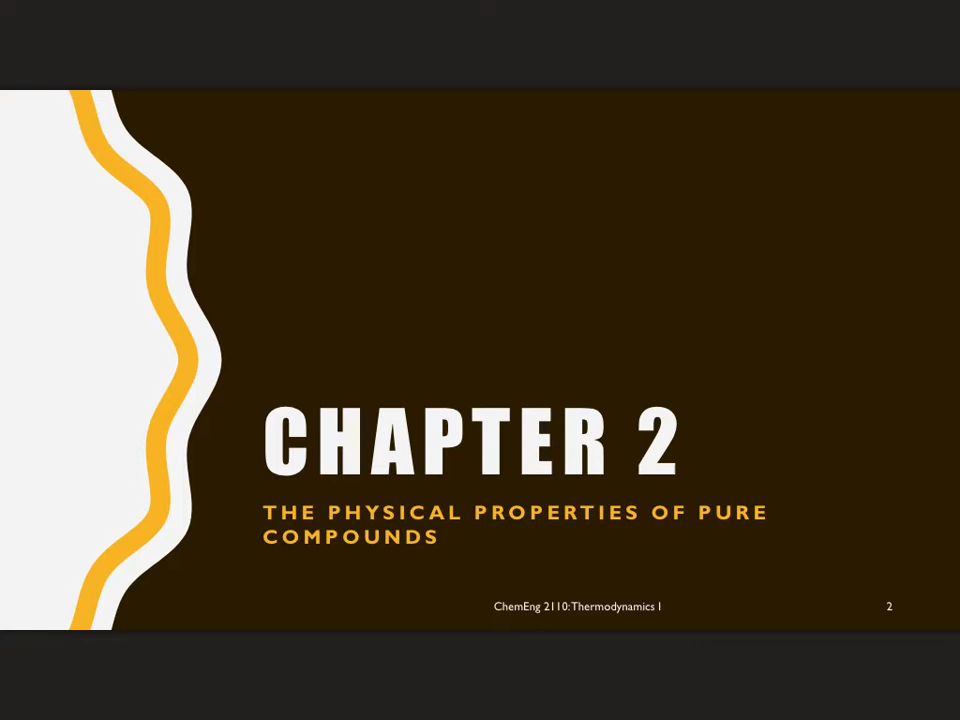 CHAPTER 2
THE PHYSICAL PROPERTIES OF PURE
COMPOUNDS
ChemEng 2110: Thermodynamics I
2